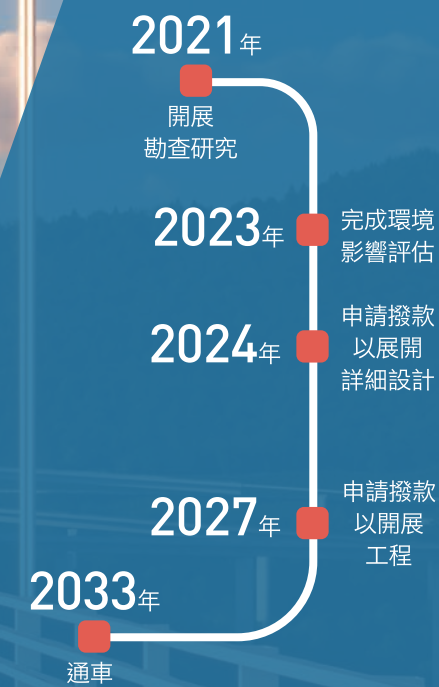 2021年
開展
勘查研究
2023年
完成環境
影響評估
2024年
申請撥款
以展開
詳細設計
2027年
申請撥款
以開展
工程
2033年
通車